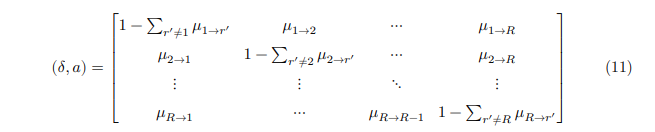 (δ, a) = [ 1 − ∑_{r′≠1} μ_{1→r′}   μ_{1→2}   ⋯   μ_{1→R}
μ_{2→1}   1 − ∑_{r′≠2} μ_{2→r′}   ⋯   μ_{2→R}
⋮   ⋮   ⋱   ⋮
μ_{R→1}   ⋯   μ_{R→R−1}   1 − ∑_{r′≠R} μ_{R→r′} ]   (11)